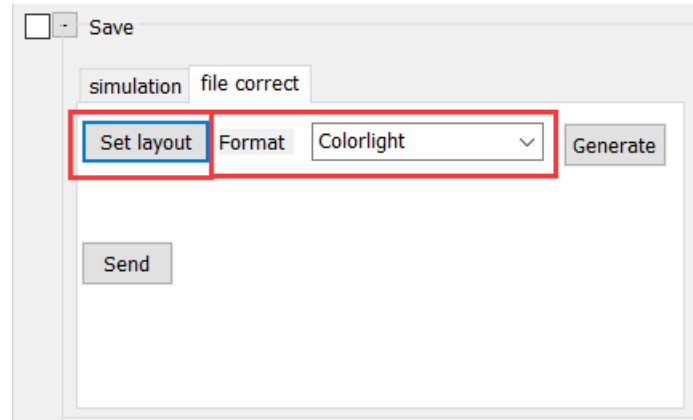 Save
simulation file correct
Set layout Format Colorlight Generate
Send